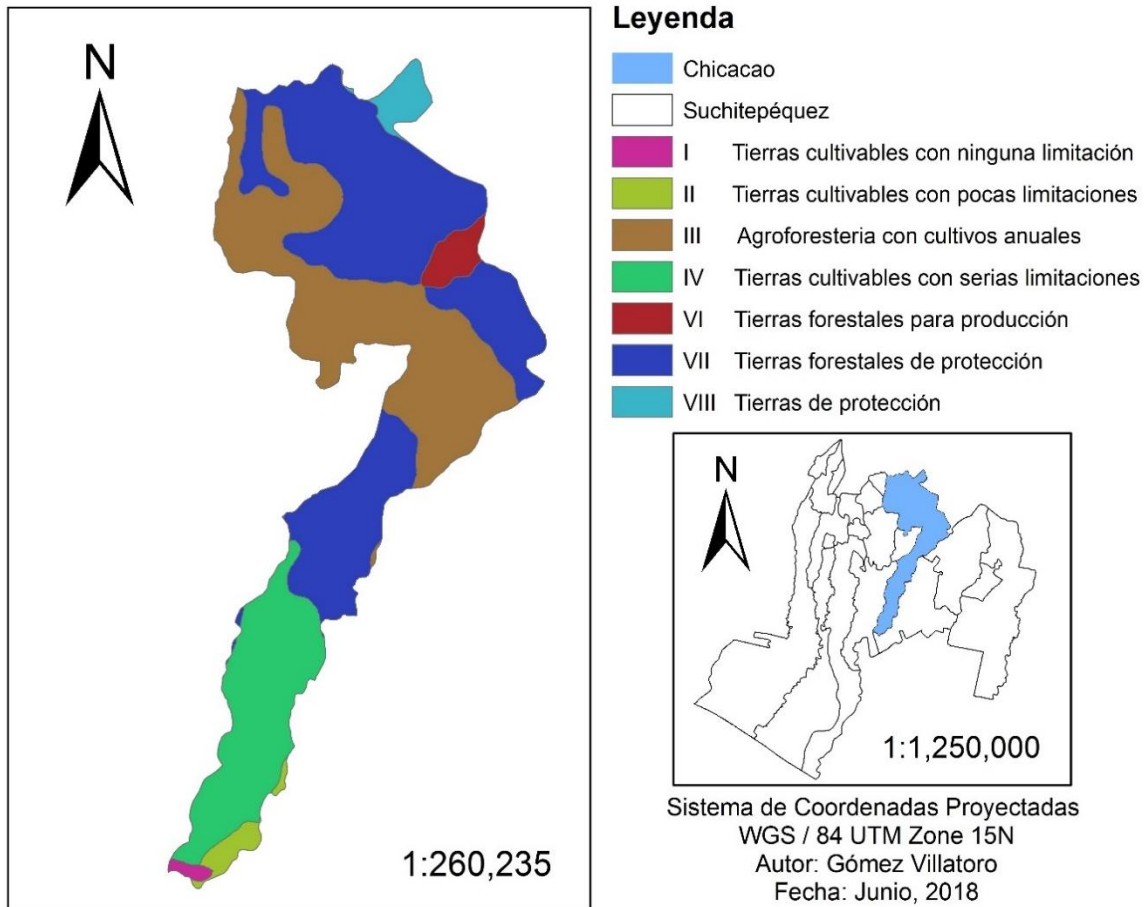 N
1:260,235
Leyenda
Chicacao
Suchitepéquez
I Tierras cultivables con ninguna limitación
II Tierras cultivables con pocas limitaciones
III Agroforesteria con cultivos anuales
IV Tierras cultivables con serias limitaciones
VI Tierras forestales para producción
VII Tierras forestales de protección
VIII Tierras de protección
N
1:1,250,000
Sistema de Coordenadas Proyectadas
WGS / 84 UTM Zone 15N
Autor: Gómez Villatoro
Fecha: Junio, 2018